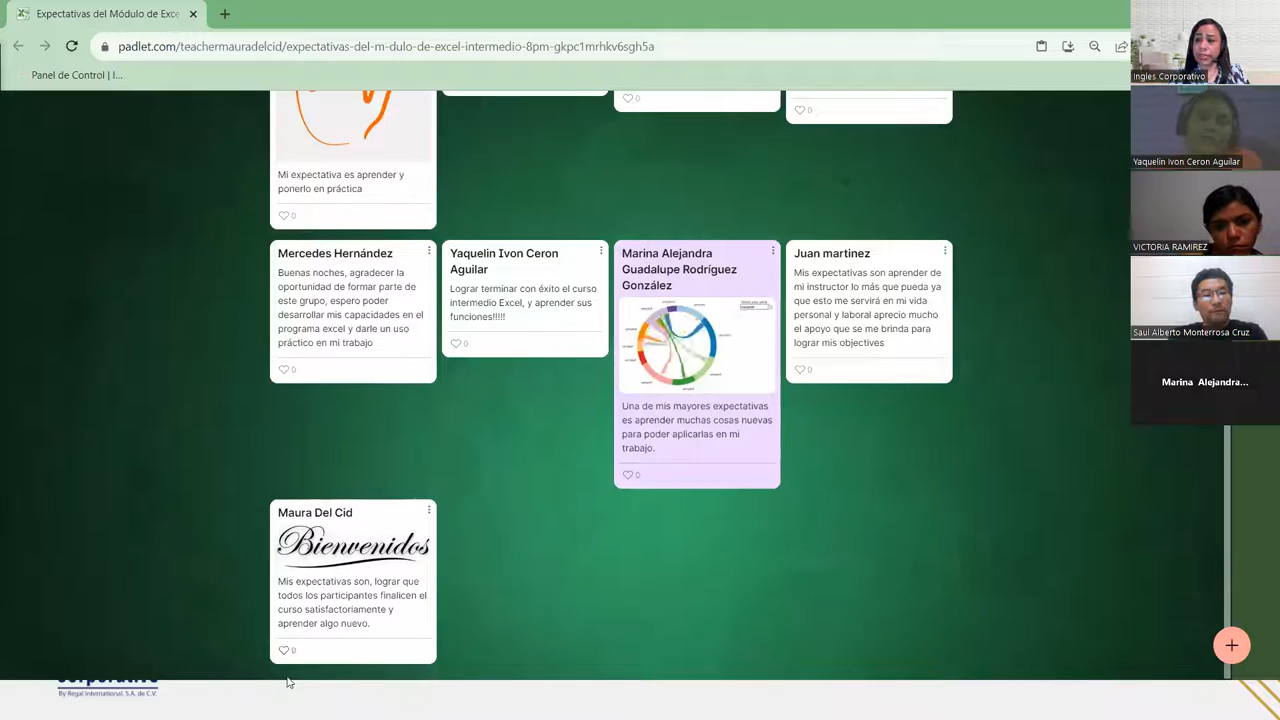 Expectativas del Módulo de Exce
padlet.com/teachermauradelcid/expectativas-del-m-dulo-de-excel-intermedio-8pm-gkpc1mrhkv6sgh5a
Panel de Control | I...
Mi expectativa es aprender y
ponerlo en práctica
0
0
0
Mercedes Hernández
Buenas noches, agradecer la
oportunidad de formar parte de
este grupo, espero poder
desarrollar mis capacidades en el
programa excel y darle un uso
práctico en mi trabajo
0
Yaquelin Ivon Ceron
Aguilar
Lograr terminar con éxito el curso
intermedio Excel, y aprender sus
funciones!!!!!
0
Marina Alejandra
Guadalupe Rodríguez
González
Una de mis mayores expectativas
es aprender muchas cosas nuevas
para poder aplicarlas en mi
trabajo.
0
Juan martinez
Mis expectativas son aprender de
mi instructor lo más que pueda ya
que esto me servirá en mi vida
personal y laboral aprecio mucho
el apoyo que se me brinda para
lograr mis objectives
0
Maura Del Cid
Bienvenidos
Mis expectativas son, lograr que
todos los participantes finalicen el
curso satisfactoriamente y
aprender algo nuevo.
0
By Regal International, S.A. de C.V.
Ingles Corporativo
Yaquelin Ivon Ceron Aguilar
VICTORIA RAMIREZ
Saul Alberto Monterrosa Cruz
Marina Alejandra...